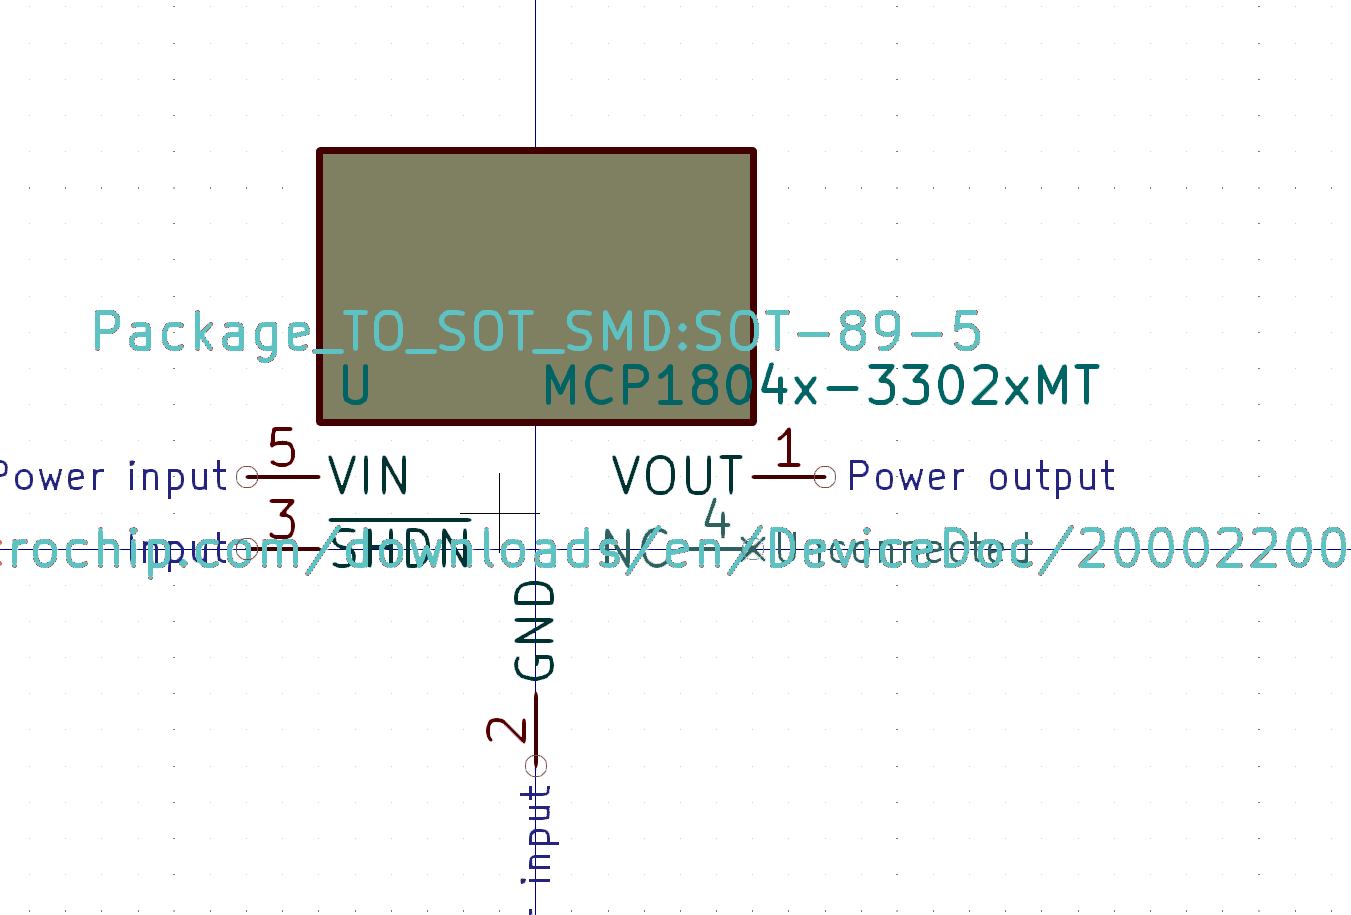 Package_TO_SOT_SMD:SOT-89-5
U MCP1804x-3302xMT
Power input 5 VIN VOUT 1 Power output
input 3 SHDN NC 4 Unconnected
rochip.com/downloads/en/DeviceDoc/20002200
GND
2
input